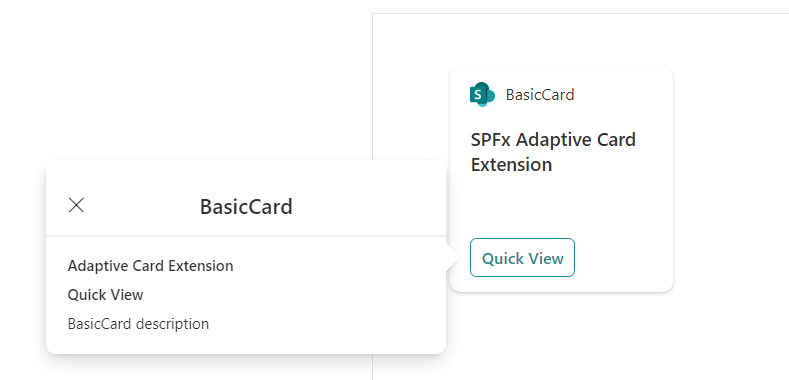 S BasicCard
SPFx Adaptive Card
Extension
Quick View
BasicCard
Adaptive Card Extension
Quick View
BasicCard description